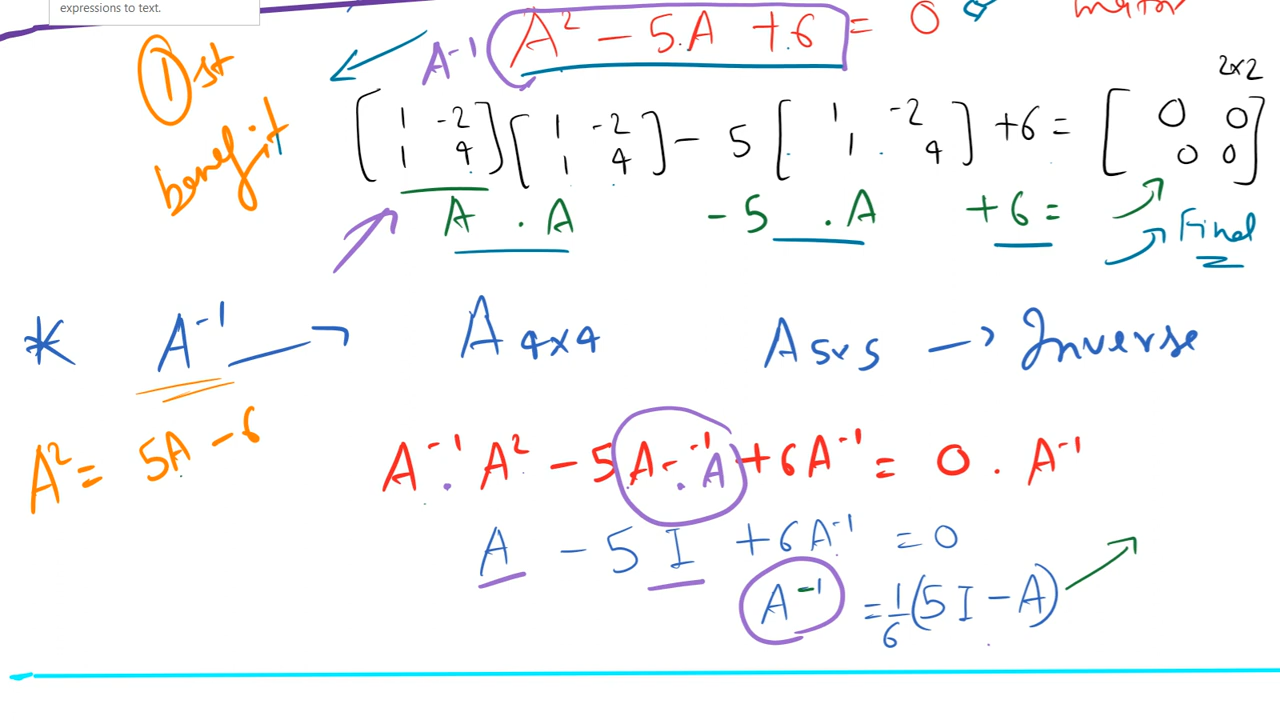 expressions to text.
A⁻¹ A² - 5.A + 6 = 0
①st benefit
2x2
[1 -2 1 4] [1 -2 1 4] - 5 [1 -2 1 4] + 6 = [0 0 0 0]
A . A - 5 . A + 6 = Final
* A⁻¹ → A 4x4 A 5x5 → Inverse
A² = 5A - 6
A⁻¹ . A² - 5 A⁻¹ . A + 6A⁻¹ = 0 . A⁻¹
A - 5 I + 6A⁻¹ = 0
A⁻¹ = 1/6 (5I - A)